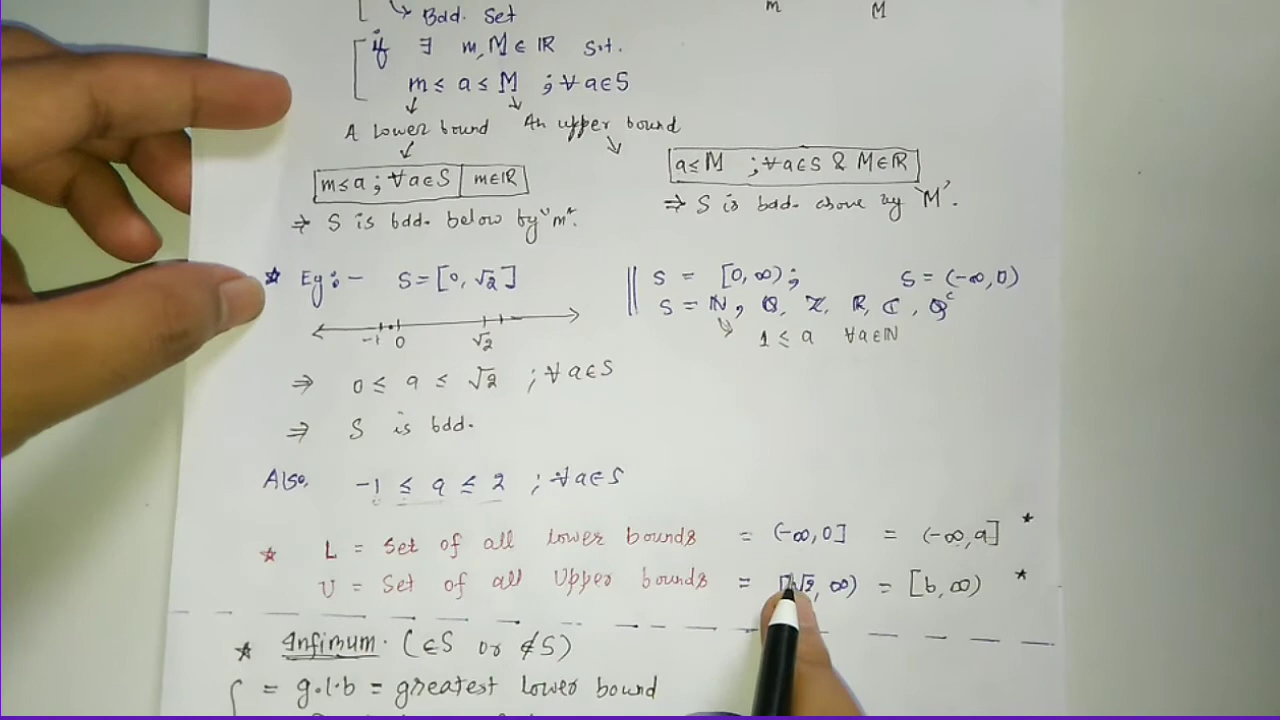 m M
↳ Bdd. Set
if ∃ m, M ∈ ℝ s.t.
m ≤ a ≤ M ; ∀ a ∈ S
A lower bound An upper bound
m ≤ a ; ∀ a ∈ S | m ∈ ℝ
⇒ S is bdd. below by "m".
a ≤ M ; ∀ a ∈ S & M ∈ ℝ
⇒ S is bdd. above by 'M'.
* Eg:- S = [0, √2]
S = [0, ∞) ; S = (-∞, 0)
S = ℕ, ℚ, ℤ, ℝ, ℂ, ℚᶜ
1 ≤ a ∀ a ∈ ℕ
-1 0 √2
⇒ 0 ≤ a ≤ √2 ; ∀ a ∈ S
⇒ S is bdd.
Also, -1 ≤ a ≤ 2 ; ∀ a ∈ S
* L = Set of all lower bounds = (-∞, 0] = (-∞, a] *
U = Set of all Upper bounds = [√2, ∞) = [b, ∞) *
* Infimum. (∈S or ∉S)
= g.l.b = greatest lower bound